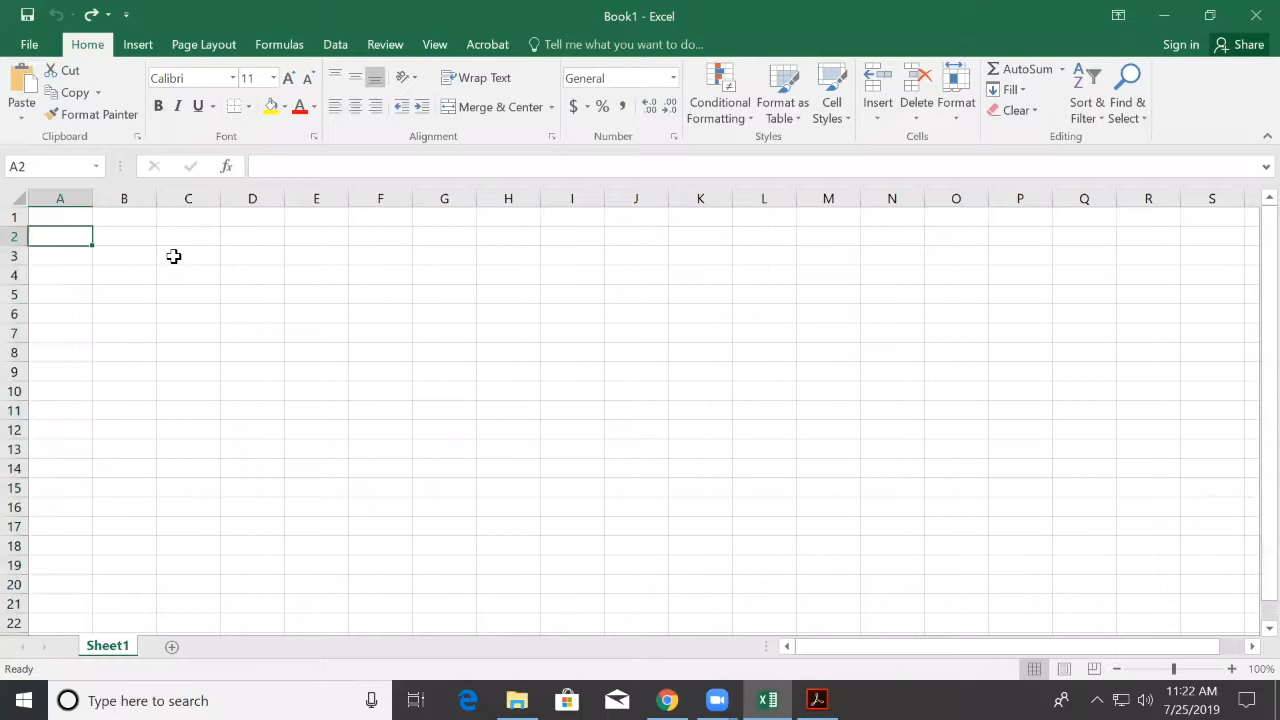 Book1 - Excel
File Home Insert Page Layout Formulas Data Review View Acrobat Tell me what you want to do... Sign in Share
Paste
Cut
Copy
Format Painter
Clipboard
Calibri 11
B I U
Font
Wrap Text
Merge & Center
Alignment
General
$ % ,
Number
Conditional Formatting
Format as Table
Cell Styles
Styles
Insert Delete Format
Cells
AutoSum
Fill
Clear
Sort & Filter
Find & Select
Editing
A2 fx
A B C D E F G H I J K L M N O P Q R S
1
2
3
4
5
6
7
8
9
10
11
12
13
14
15
16
17
18
19
20
21
22
Sheet1
Ready 100%
Type here to search
11:22 AM
7/25/2019